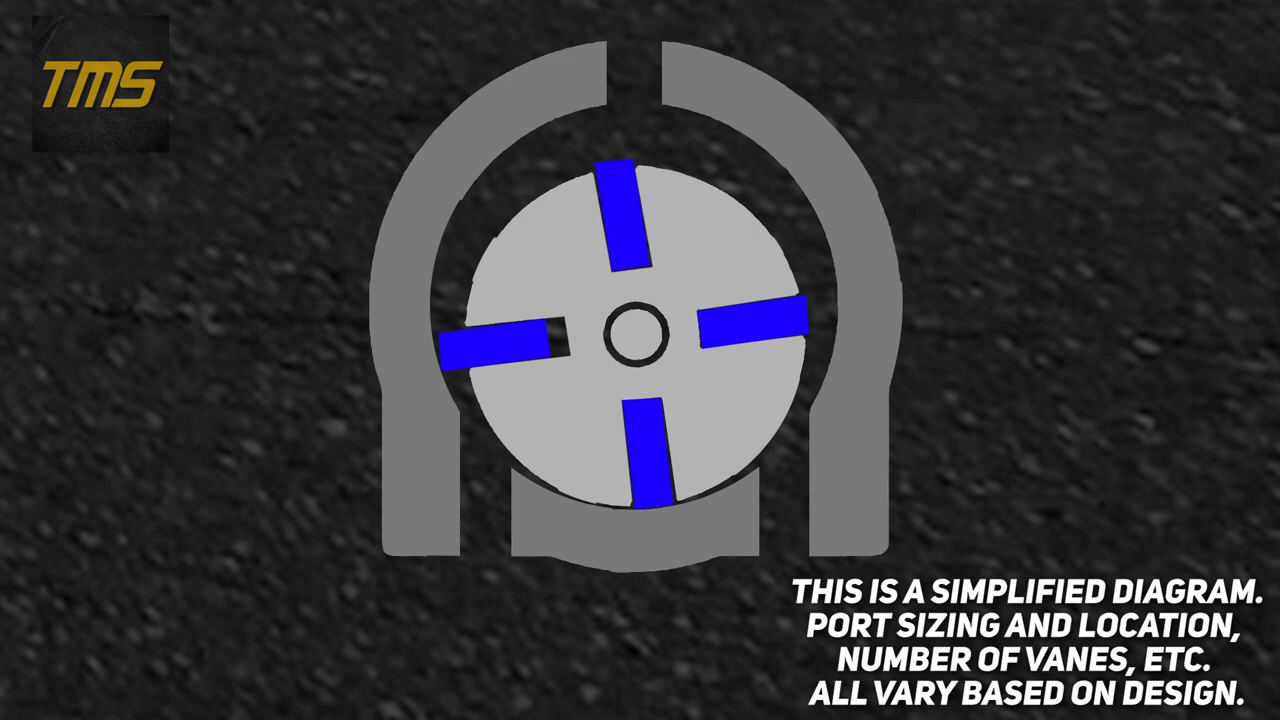 TMS
THIS IS A SIMPLIFIED DIAGRAM.
PORT SIZING AND LOCATION,
NUMBER OF VANES, ETC.
ALL VARY BASED ON DESIGN.